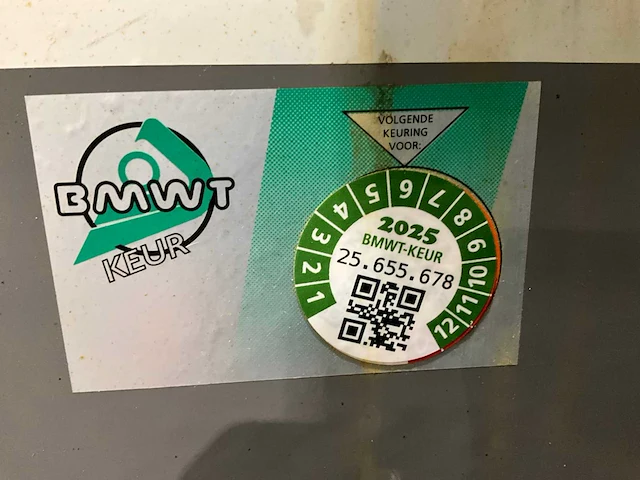 BMWT
KEUR
VOLGENDE
KEURING
VOOR:
1 2 3 4 5 6 7 8 9 10 11 12
2025
BMWT-KEUR
25.655.678